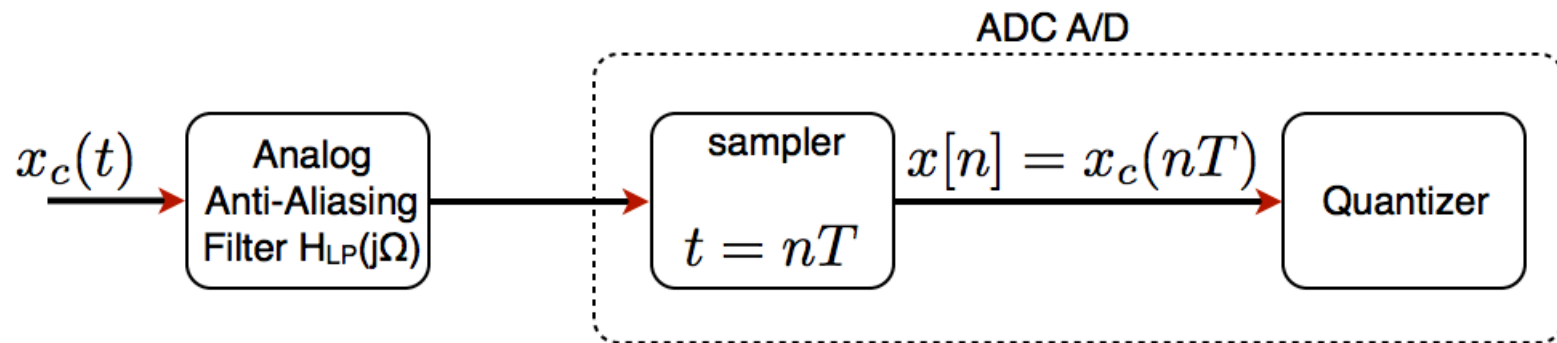 ADC A/D
x_c(t)
Analog
Anti-Aliasing
Filter H_LP(jΩ)
sampler
t = nT
x[n] = x_c(nT)
Quantizer